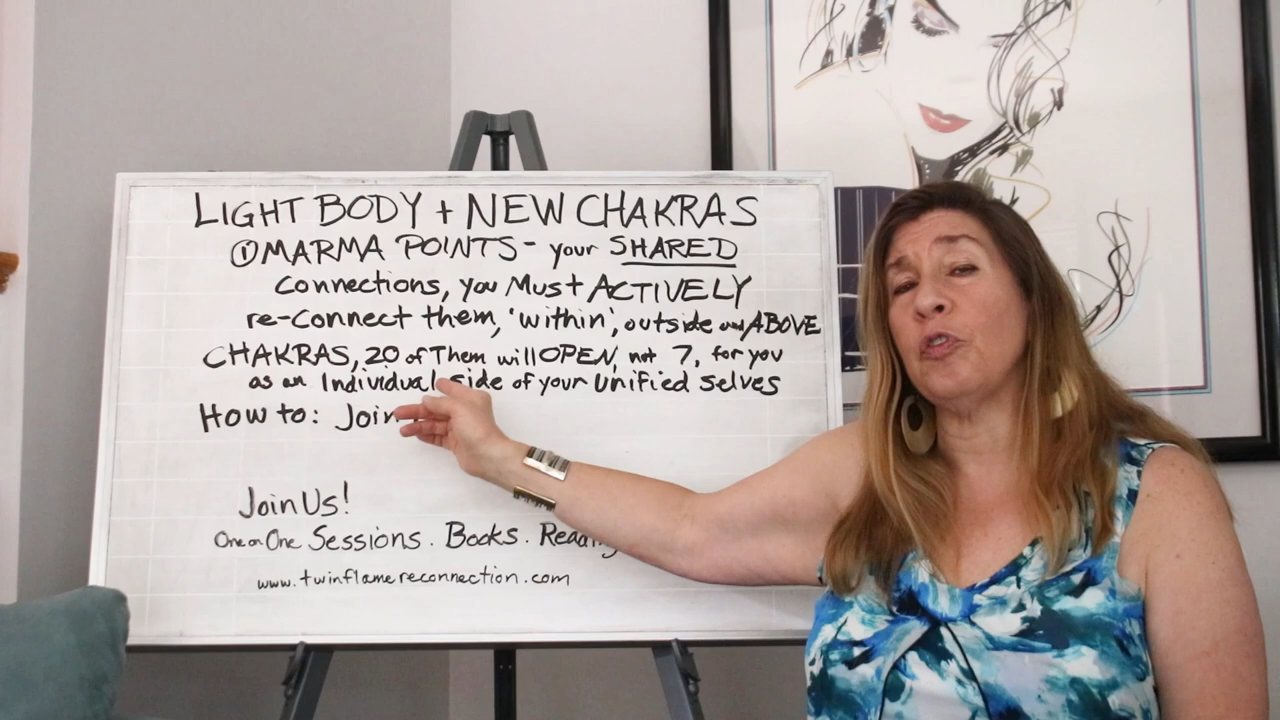 LIGHT BODY + NEW CHAKRAS
① MARMA POINTS - your SHARED
Connections, you Must ACTIVELY
re-connect them, 'within', outside and ABOVE
CHAKRAS, 20 of Them will OPEN, not 7, for you
as an Individual side of your Unified selves
How to: Join
Join Us!
One on One Sessions. Books.
www.twinflamereconnection.com